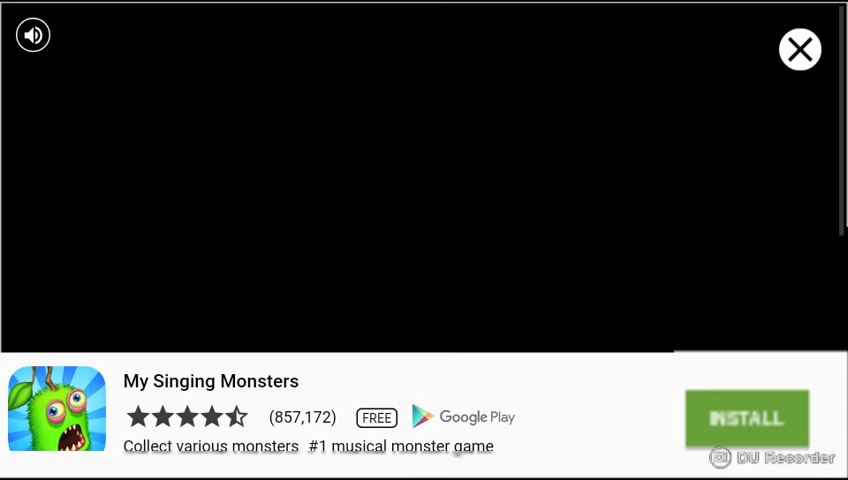 My Singing Monsters
(857,172) FREE Google Play
Collect various monsters #1 musical monster game
INSTALL
DU Recorder